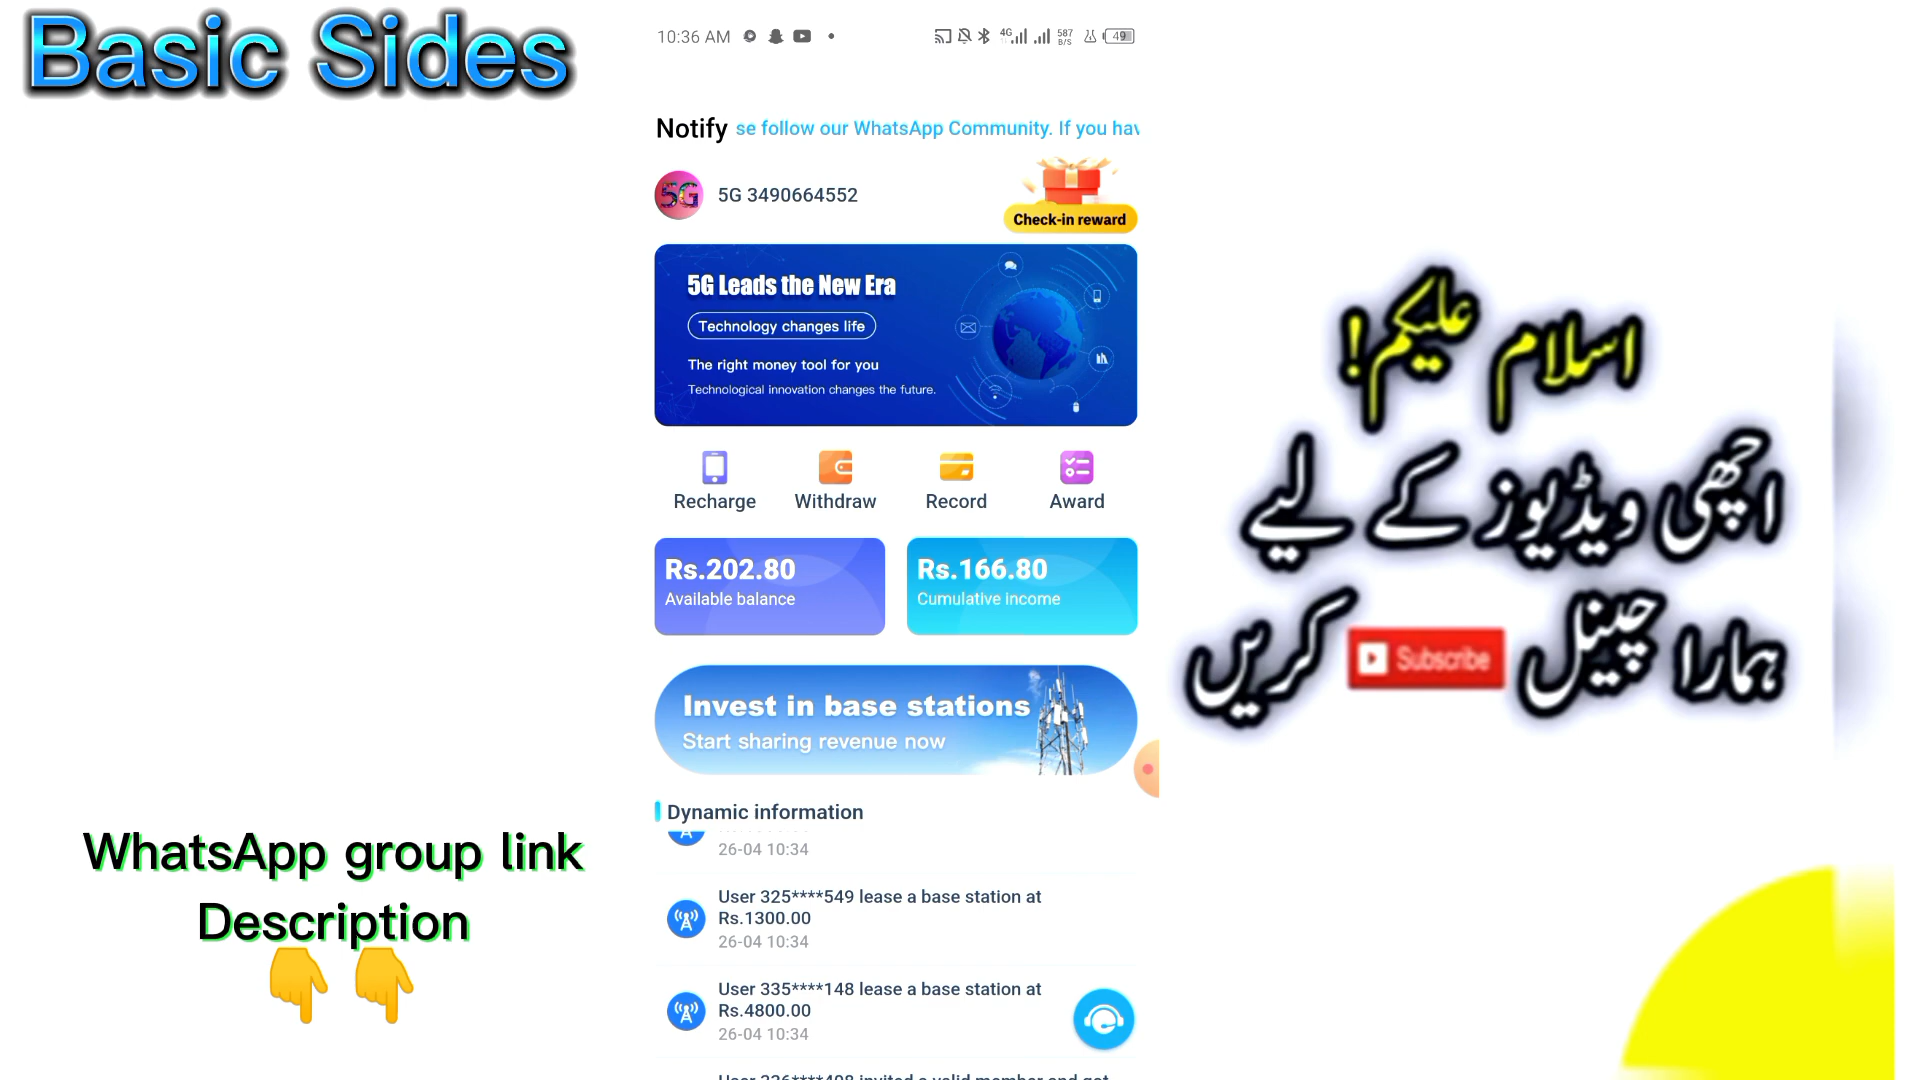 Basic Sides
10:36 AM
4G
587
B/S
49
Notify se follow our WhatsApp Community. If you hav
5G
5G 3490664552
Check-in reward
5G Leads the New Era
Technology changes life
The right money tool for you
Technological innovation changes the future.
Recharge
Withdraw
Record
Award
Rs.202.80
Available balance
Rs.166.80
Cumulative income
Invest in base stations
Start sharing revenue now
Dynamic information
26-04 10:34
User 325****549 lease a base station at
Rs.1300.00
26-04 10:34
User 335****148 lease a base station at
Rs.4800.00
26-04 10:34
WhatsApp group link
Description
اسلام علیکم!
اچھی ویڈیوز کے لیے
ہمارا چینل Subscribe کریں